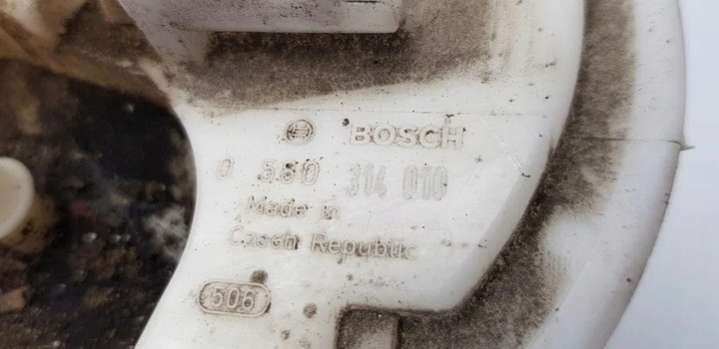 BOSCH
0 580 314 010
Made in
Czech Republic
506